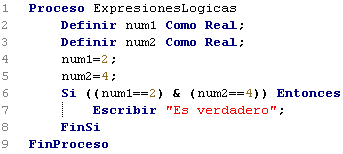 1 Proceso ExpresionesLogicas
2 Definir num1 Como Real;
3 Definir num2 Como Real;
4 num1=2;
5 num2=4;
6 Si ((num1==2) & (num2==4)) Entonces
7 Escribir "Es verdadero";
8 FinSi
9 FinProceso